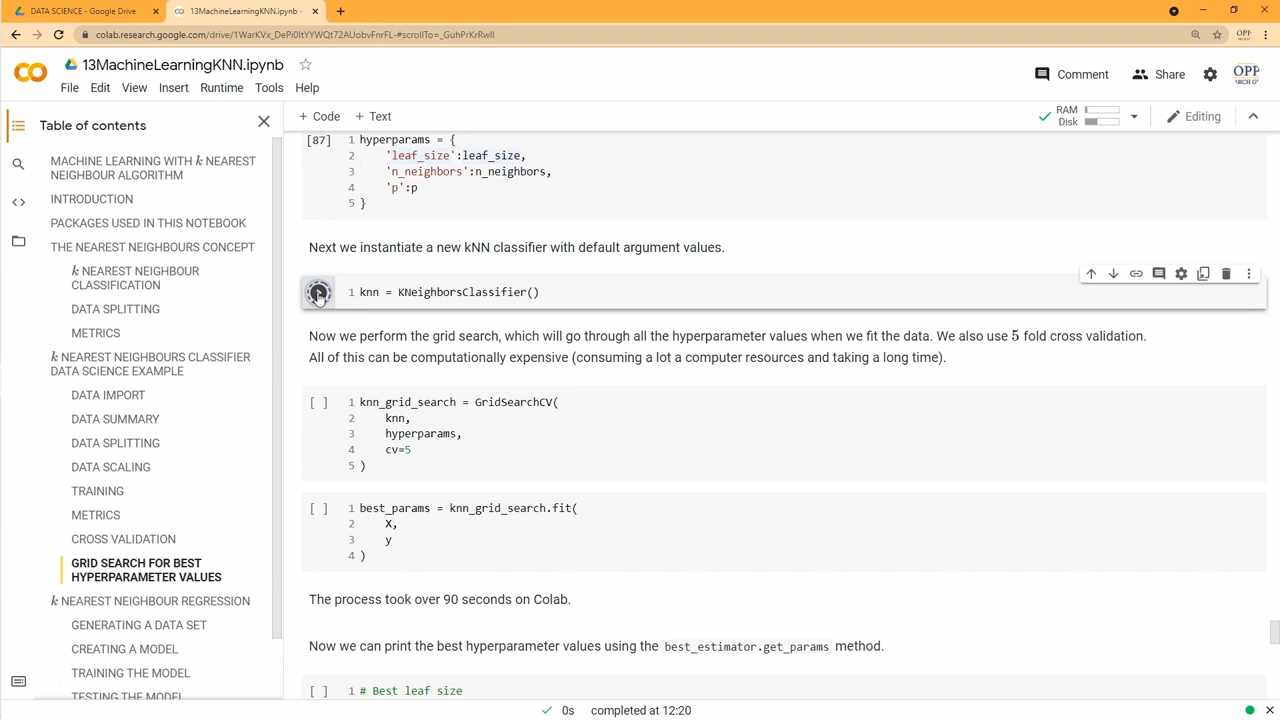 DATA SCIENCE - Google Drive
13MachineLearningKNN.ipynb
colab.research.google.com/drive/1WarKVx_DePi0ItYYWQt72AUobvFnrFL-#scrollTo=_GuhPrKrRwlI
OPP
13MachineLearningKNN.ipynb
File Edit View Insert Runtime Tools Help
Comment
Share
OPP
Table of contents
MACHINE LEARNING WITH k NEAREST
NEIGHBOUR ALGORITHM
INTRODUCTION
PACKAGES USED IN THIS NOTEBOOK
THE NEAREST NEIGHBOURS CONCEPT
k NEAREST NEIGHBOUR
CLASSIFICATION
DATA SPLITTING
METRICS
k NEAREST NEIGHBOURS CLASSIFIER
DATA SCIENCE EXAMPLE
DATA IMPORT
DATA SUMMARY
DATA SPLITTING
DATA SCALING
TRAINING
METRICS
CROSS VALIDATION
GRID SEARCH FOR BEST
HYPERPARAMETER VALUES
k NEAREST NEIGHBOUR REGRESSION
GENERATING A DATA SET
CREATING A MODEL
TRAINING THE MODEL
TESTING THE MODEL
+ Code + Text
RAM
Disk
Editing
[87] 1 hyperparams = {
2 'leaf_size':leaf_size,
3 'n_neighbors':n_neighbors,
4 'p':p
5 }
Next we instantiate a new kNN classifier with default argument values.
1 knn = KNeighborsClassifier()
Now we perform the grid search, which will go through all the hyperparameter values when we fit the data. We also use 5 fold cross validation.
All of this can be computationally expensive (consuming a lot a computer resources and taking a long time).
[ ] 1 knn_grid_search = GridSearchCV(
2 knn,
3 hyperparams,
4 cv=5
5 )
[ ] 1 best_params = knn_grid_search.fit(
2 X,
3 y
4 )
The process took over 90 seconds on Colab.
Now we can print the best hyperparameter values using the best_estimator.get_params method.
[ ] 1 # Best leaf size
0s completed at 12:20